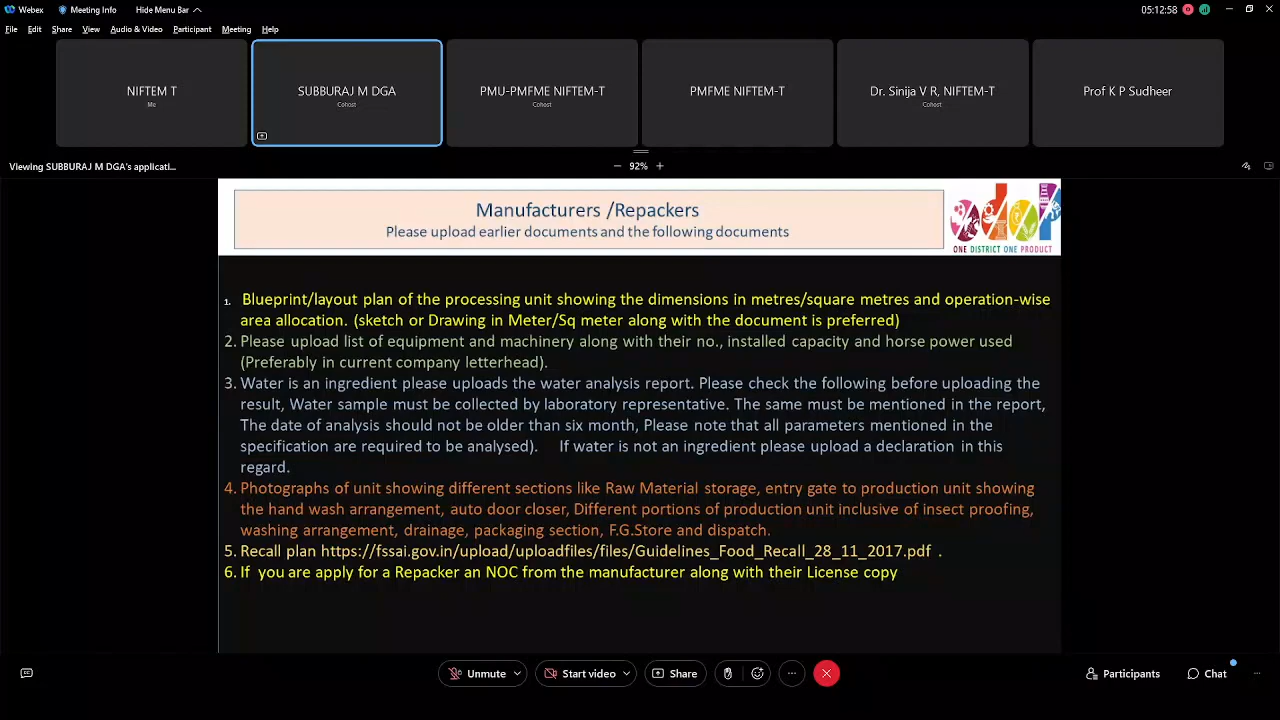 Webex
Meeting Info
Hide Menu Bar
05:12:58
File Edit Share View Audio & Video Participant Meeting Help
NIFTEM T
Me
SUBBURAJ M DGA
Cohost
PMU-PMFME NIFTEM-T
Cohost
PMFME NIFTEM-T
Dr. Sinija V R, NIFTEM-T
Cohost
Prof K P Sudheer
Viewing SUBBURAJ M DGA's applicati...
92%
Manufacturers /Repackers
Please upload earlier documents and the following documents
ODOP
ONE DISTRICT ONE PRODUCT
1. Blueprint/layout plan of the processing unit showing the dimensions in metres/square metres and operation-wise
area allocation. (sketch or Drawing in Meter/Sq meter along with the document is preferred)
2. Please upload list of equipment and machinery along with their no., installed capacity and horse power used
(Preferably in current company letterhead).
3. Water is an ingredient please uploads the water analysis report. Please check the following before uploading the
result, Water sample must be collected by laboratory representative. The same must be mentioned in the report,
The date of analysis should not be older than six month, Please note that all parameters mentioned in the
specification are required to be analysed). If water is not an ingredient please upload a declaration in this
regard.
4. Photographs of unit showing different sections like Raw Material storage, entry gate to production unit showing
the hand wash arrangement, auto door closer, Different portions of production unit inclusive of insect proofing,
washing arrangement, drainage, packaging section, F.G.Store and dispatch.
5. Recall plan https://fssai.gov.in/upload/uploadfiles/files/Guidelines_Food_Recall_28_11_2017.pdf .
6. If you are apply for a Repacker an NOC from the manufacturer along with their License copy
Unmute
Start video
Share
Participants
Chat